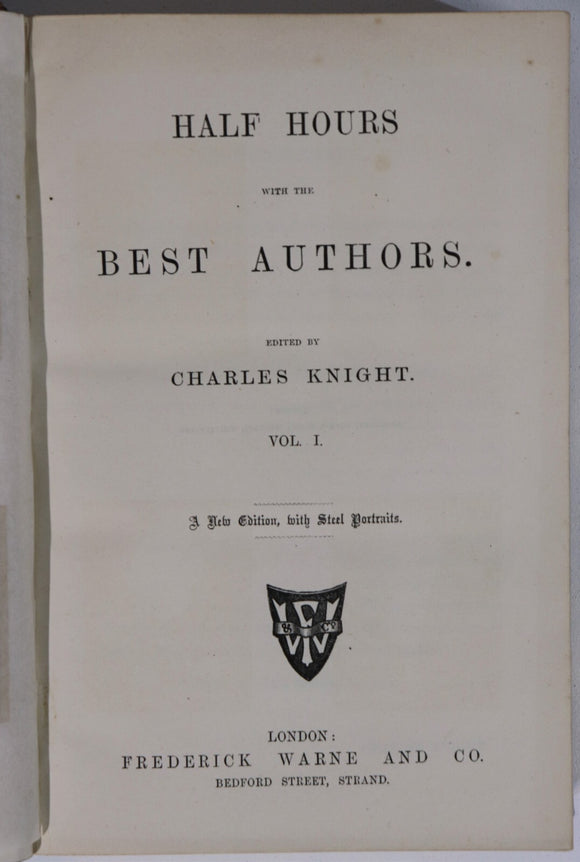 HALF HOURS
WITH THE
BEST AUTHORS.
EDITED BY
CHARLES KNIGHT.
VOL. I.
A New Edition, with Steel Portraits.
F W
& Co
LONDON:
FREDERICK WARNE AND CO.
BEDFORD STREET, STRAND.